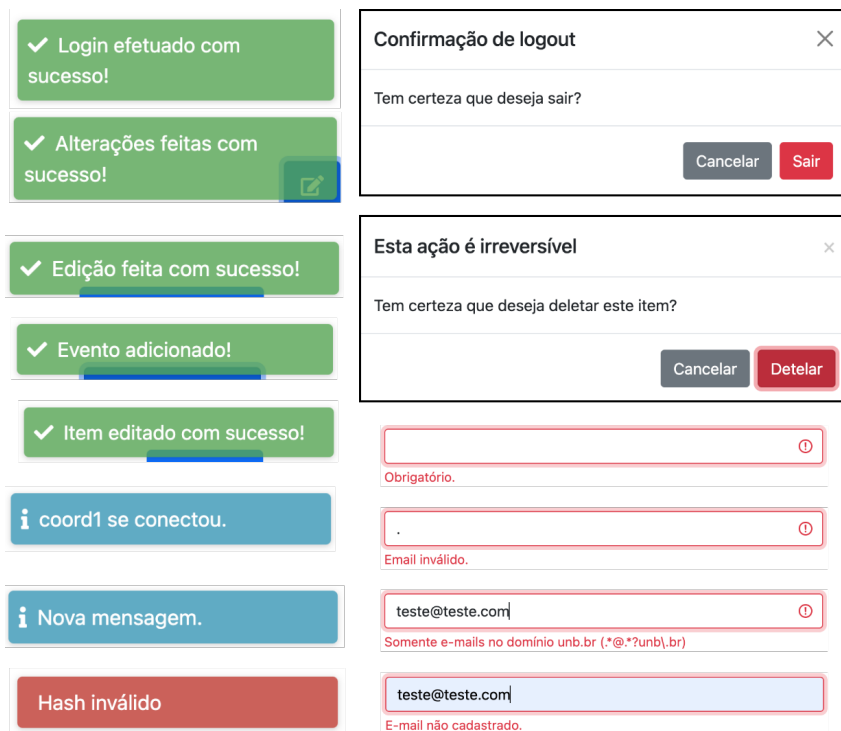 Login efetuado com
sucesso!
Alterações feitas com
sucesso!
Edição feita com sucesso!
Evento adicionado!
Item editado com sucesso!
coord1 se conectou.
Nova mensagem.
Hash inválido
Confirmação de logout
Tem certeza que deseja sair?
Cancelar Sair
Esta ação é irreversível
Tem certeza que deseja deletar este item?
Cancelar Detelar
Obrigatório.
.
Email inválido.
teste@teste.com
Somente e-mails no domínio unb.br (.*@.*?unb\.br)
teste@teste.com
E-mail não cadastrado.